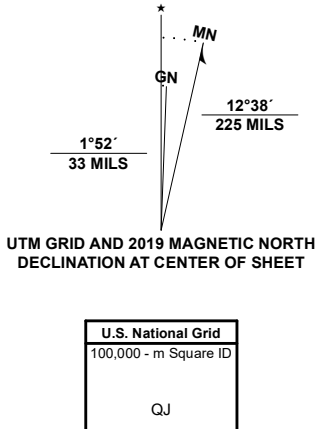 ★
MN
GN
12°38´
225 MILS
1°52´
33 MILS
UTM GRID AND 2019 MAGNETIC NORTH
DECLINATION AT CENTER OF SHEET
U.S. National Grid
100,000 - m Square ID
QJ